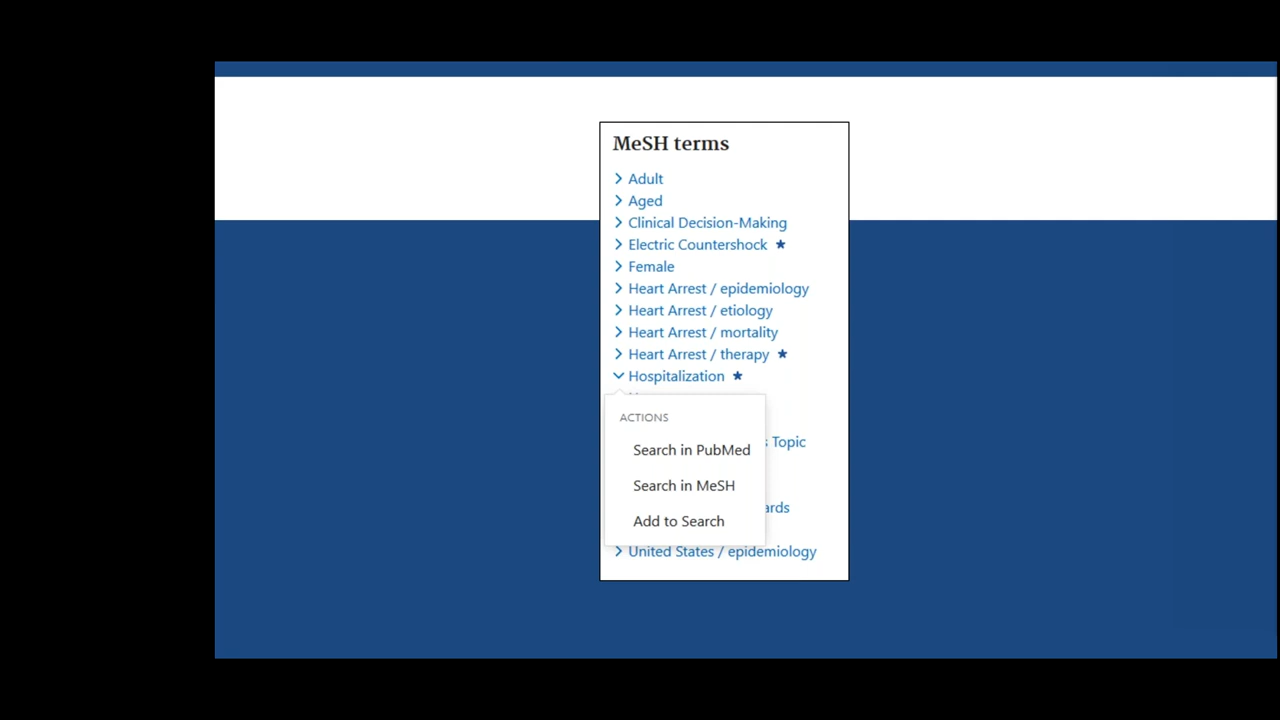 MeSH terms
Adult
Aged
Clinical Decision-Making
Electric Countershock ★
Female
Heart Arrest / epidemiology
Heart Arrest / etiology
Heart Arrest / mortality
Heart Arrest / therapy ★
Hospitalization ★
ACTIONS
Topic
Search in PubMed
Search in MeSH
Add to Search
United States / epidemiology